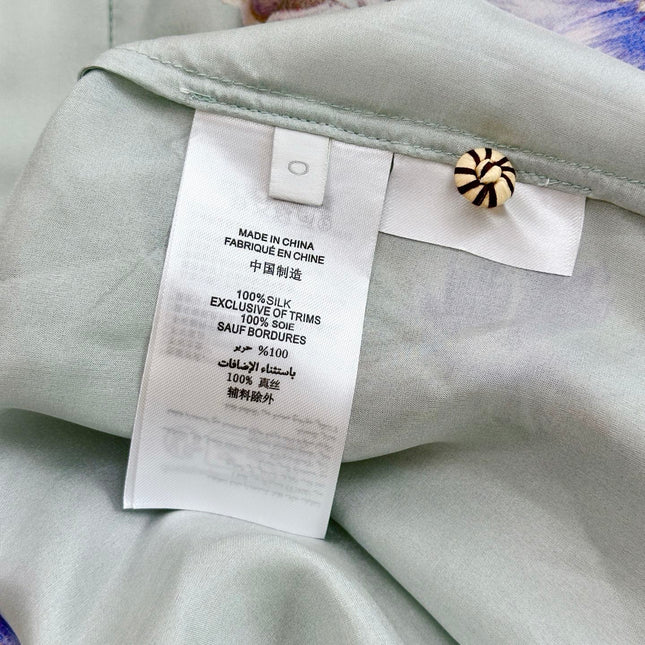 0
MADE IN CHINA
FABRIQUÉ EN CHINE
中国制造
100%SILK
EXCLUSIVE OF TRIMS
100% SOIE
SAUF BORDURES
%100 حرير
باستثناء الإضافات
100% 真丝
辅料除外